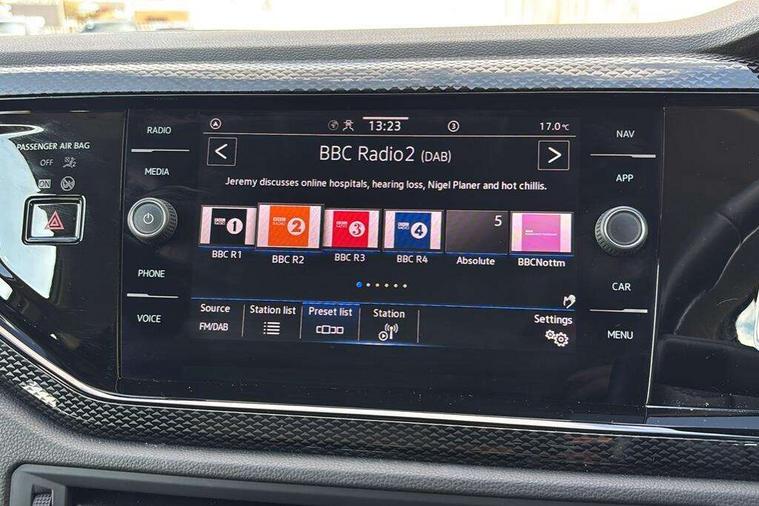 13:23
3
17.0°C
RADIO
NAV
PASSENGER AIR BAG
OFF
ON
BBC Radio2 (DAB)
MEDIA
APP
Jeremy discusses online hospitals, hearing loss, Nigel Planer and hot chillis.
1
2
3
4
5
BBC R1
BBC R2
BBC R3
BBC R4
Absolute
BBCNottm
PHONE
CAR
Source
Station list
Preset list
Station
Settings
FM/DAB
VOICE
MENU